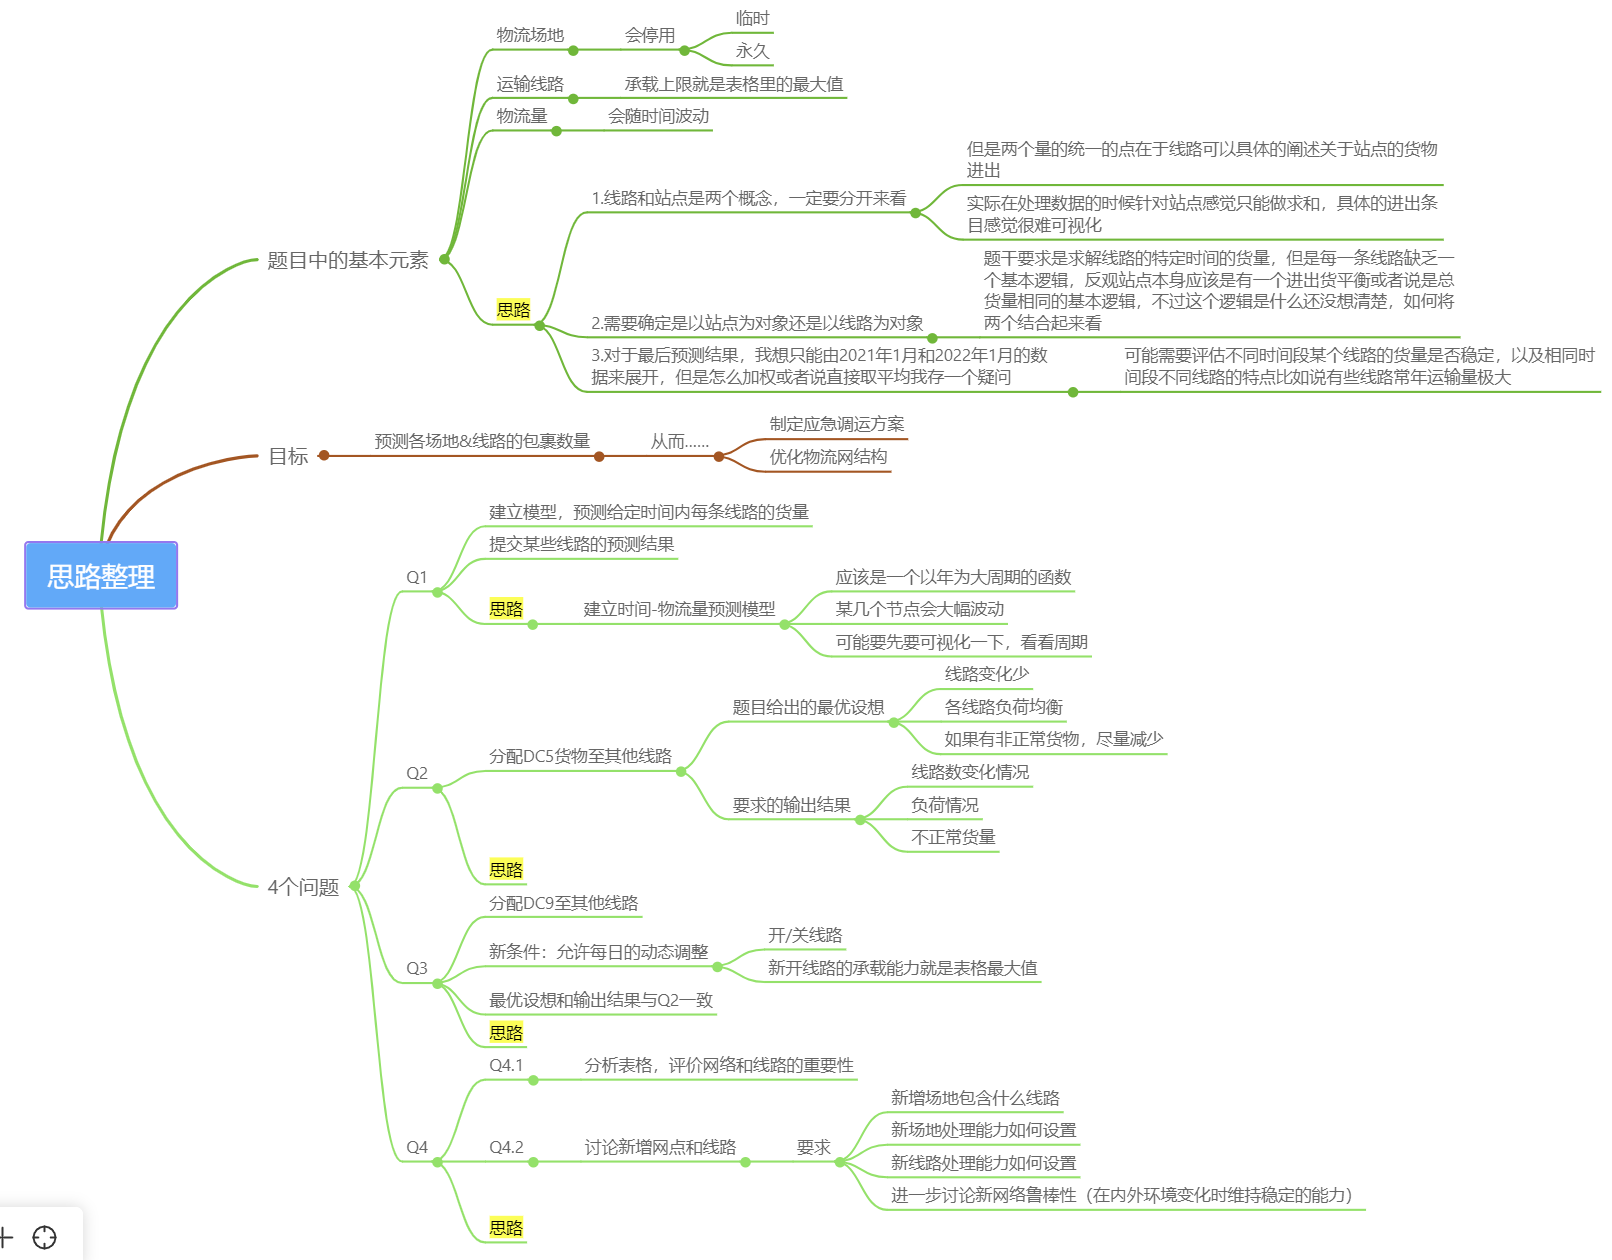 思路整理
题目中的基本元素
物流场地
会停用
临时
永久
运输线路
承载上限就是表格里的最大值
物流量
会随时间波动
思路
1.线路和站点是两个概念，一定要分开来看
但是两个量的统一的点在于线路可以具体的阐述关于站点的货物
进出
实际在处理数据的时候针对站点感觉只能做求和，具体的进出条
目感觉很难可视化
2.需要确定是以站点为对象还是以线路为对象
题干要求是求解线路的特定时间的货量，但是每一条线路缺乏一
个基本逻辑，反观站点本身应该是有一个进出货平衡或者说是总
货量相同的基本逻辑，不过这个逻辑是什么还没想清楚，如何将
两个结合起来看
3.对于最后预测结果，我想只能由2021年1月和2022年1月的数
据来展开，但是怎么加权或者说直接取平均我存一个疑问
可能需要评估不同时间段某个线路的货量是否稳定，以及相同时
间段不同线路的特点比如说有些线路常年运输量极大
目标
预测各场地&线路的包裹数量
从而......
制定应急调运方案
优化物流网结构
4个问题
Q1
建立模型，预测给定时间内每条线路的货量
提交某些线路的预测结果
思路
建立时间-物流量预测模型
应该是一个以年为大周期的函数
某几个节点会大幅波动
可能要先要可视化一下，看看周期
Q2
分配DC5货物至其他线路
题目给出的最优设想
线路变化少
各线路负荷均衡
如果有非正常货物，尽量减少
要求的输出结果
线路数变化情况
负荷情况
不正常货量
思路
Q3
分配DC9至其他线路
新条件：允许每日的动态调整
开/关线路
新开线路的承载能力就是表格最大值
最优设想和输出结果与Q2一致
思路
Q4
Q4.1
分析表格，评价网络和线路的重要性
Q4.2
讨论新增网点和线路
要求
新增场地包含什么线路
新场地处理能力如何设置
新线路处理能力如何设置
进一步讨论新网络鲁棒性（在内外环境变化时维持稳定的能力）
思路